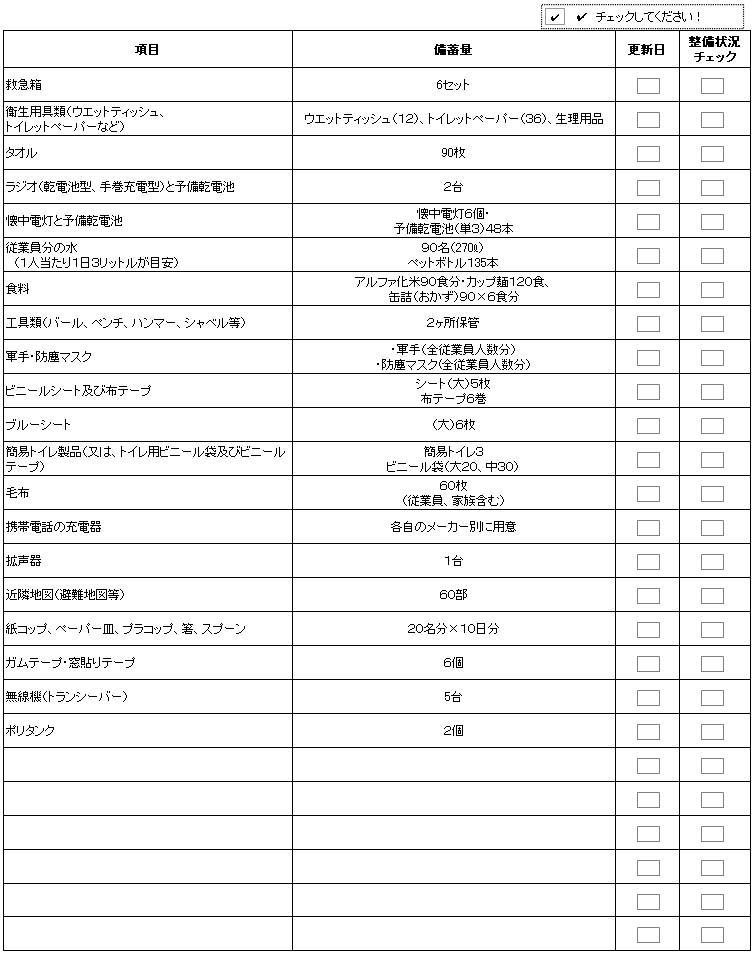 ✔ ✔ チェックしてください！
項目 備蓄量 更新日 整備状況
チェック
救急箱 6セット
衛生用具類(ウエットティッシュ、
トイレットペーパーなど) ウエットティッシュ(12)、トイレットペーパー(36)、生理用品
タオル 90枚
ラジオ(乾電池型、手巻充電型)と予備乾電池 2台
懐中電灯と予備乾電池 懐中電灯6個・
予備乾電池(単3)48本
従業員分の水 90名(270ℓ)
(1人当たり1日3リットルが目安) ペットボトル135本
食料 アルファ化米90食分・カップ麺120食、
缶詰(おかず)90×6食分
工具類(バール、ペンチ、ハンマー、シャベル等) 2ヶ所保管
軍手・防塵マスク ・軍手(全従業員人数分)
・防塵マスク(全従業員人数分)
ビニールシート及び布テープ シート(大)5枚
布テープ6巻
ブルーシート (大)6枚
簡易トイレ製品(又は、トイレ用ビニール袋及びビニール 簡易トイレ3
テープ) ビニール袋(大20、中30)
毛布 60枚
(従業員、家族含む)
携帯電話の充電器 各自のメーカー別に用意
拡声器 1台
近隣地図(避難地図等) 60部
紙コップ、ペーパー皿、プラコップ、箸、スプーン 20名分×10日分
ガムテープ・窓貼りテープ 6個
無線機(トランシーバー) 5台
ポリタンク 2個